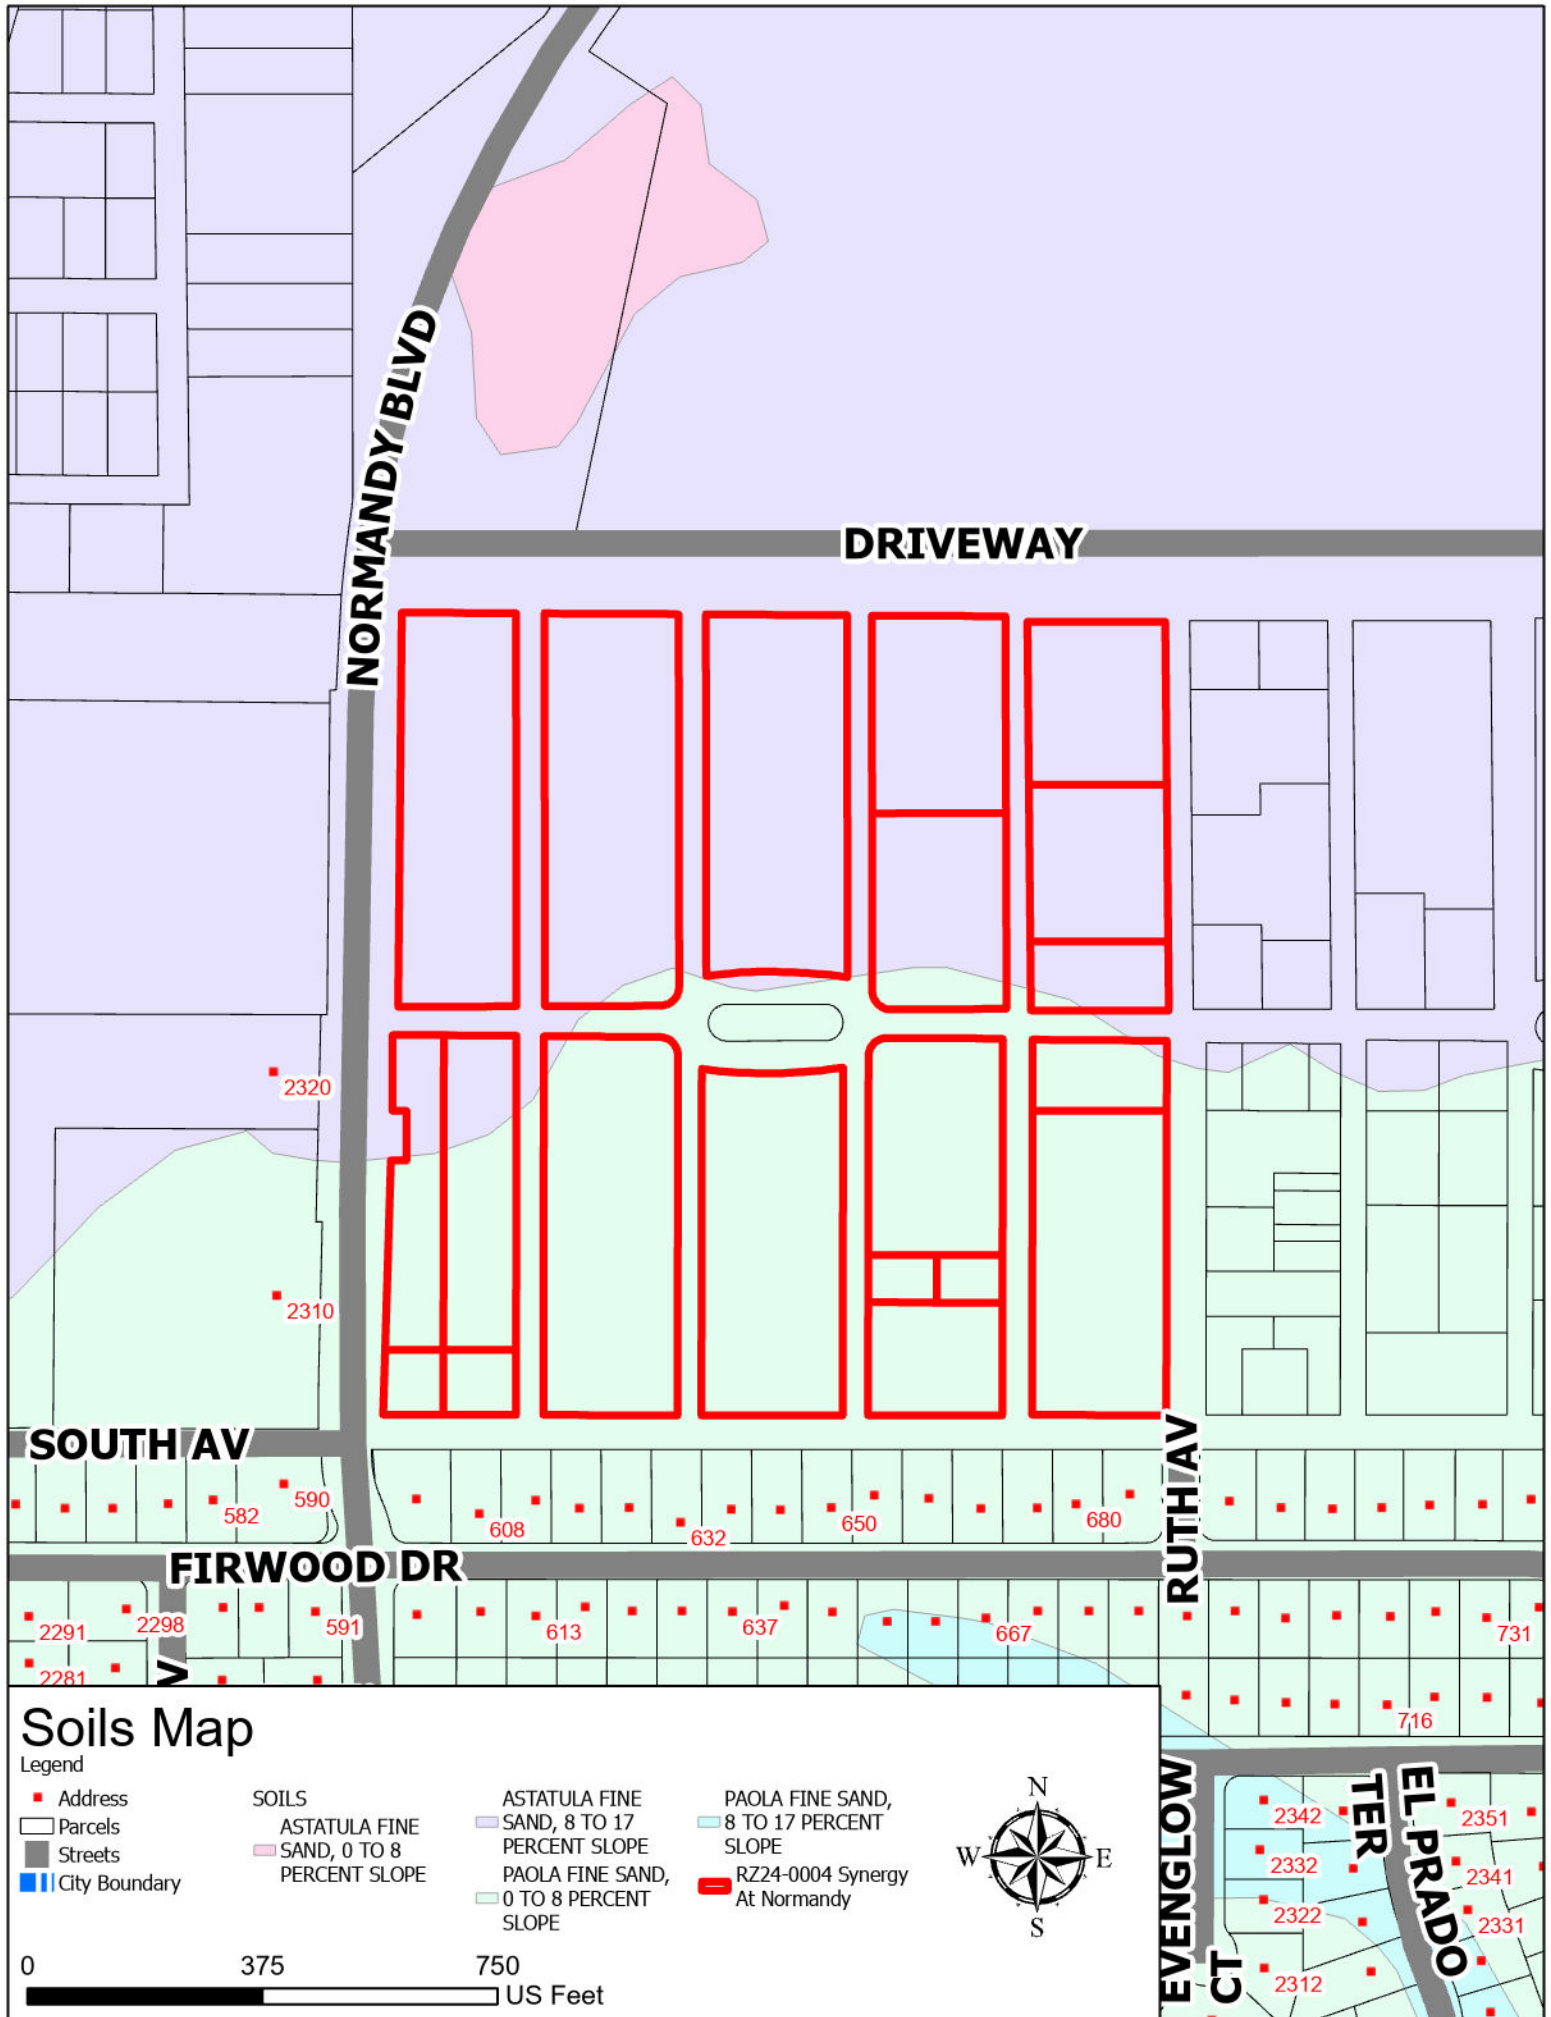 NORMANDY BLVD
DRIVEWAY
2320
2310
SOUTH AV
RUTH AV
590
582
608
632
650
680
FIRWOOD DR
2291
2298
591
613
637
667
731
2281
V
716
Soils Map
Legend
Address
Parcels
Streets
City Boundary
SOILS
ASTATULA FINE
SAND, 0 TO 8
PERCENT SLOPE
ASTATULA FINE
SAND, 8 TO 17
PERCENT SLOPE
PAOLA FINE SAND,
0 TO 8 PERCENT
SLOPE
PAOLA FINE SAND,
8 TO 17 PERCENT
SLOPE
RZ24-0004 Synergy
At Normandy
N
W
E
S
0 375 750
US Feet
EVENGLOW
CT
EL PRADO
TER
2342
2351
2332
2341
2322
2331
2312